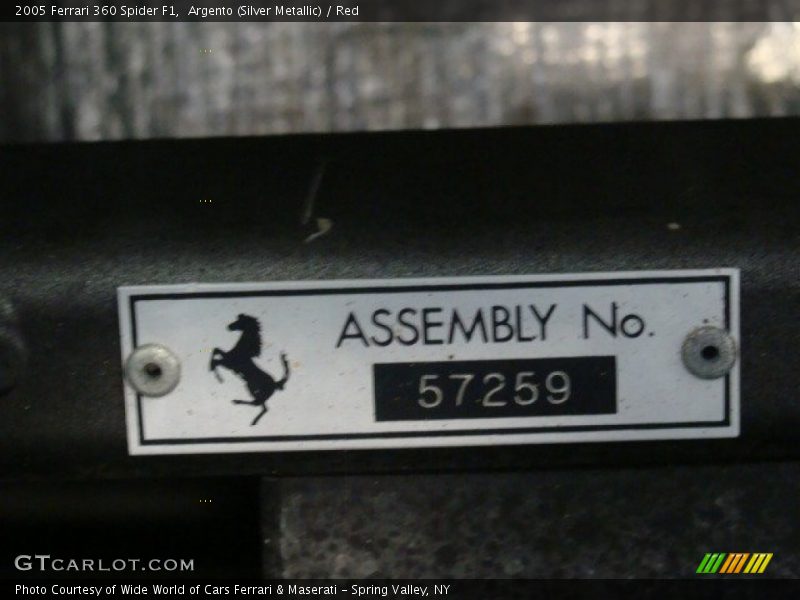 2005 Ferrari 360 Spider F1,  Argento (Silver Metallic) / Red
ASSEMBLY No.
57259
GTCARLOT.COM
Photo Courtesy of Wide World of Cars Ferrari & Maserati - Spring Valley, NY